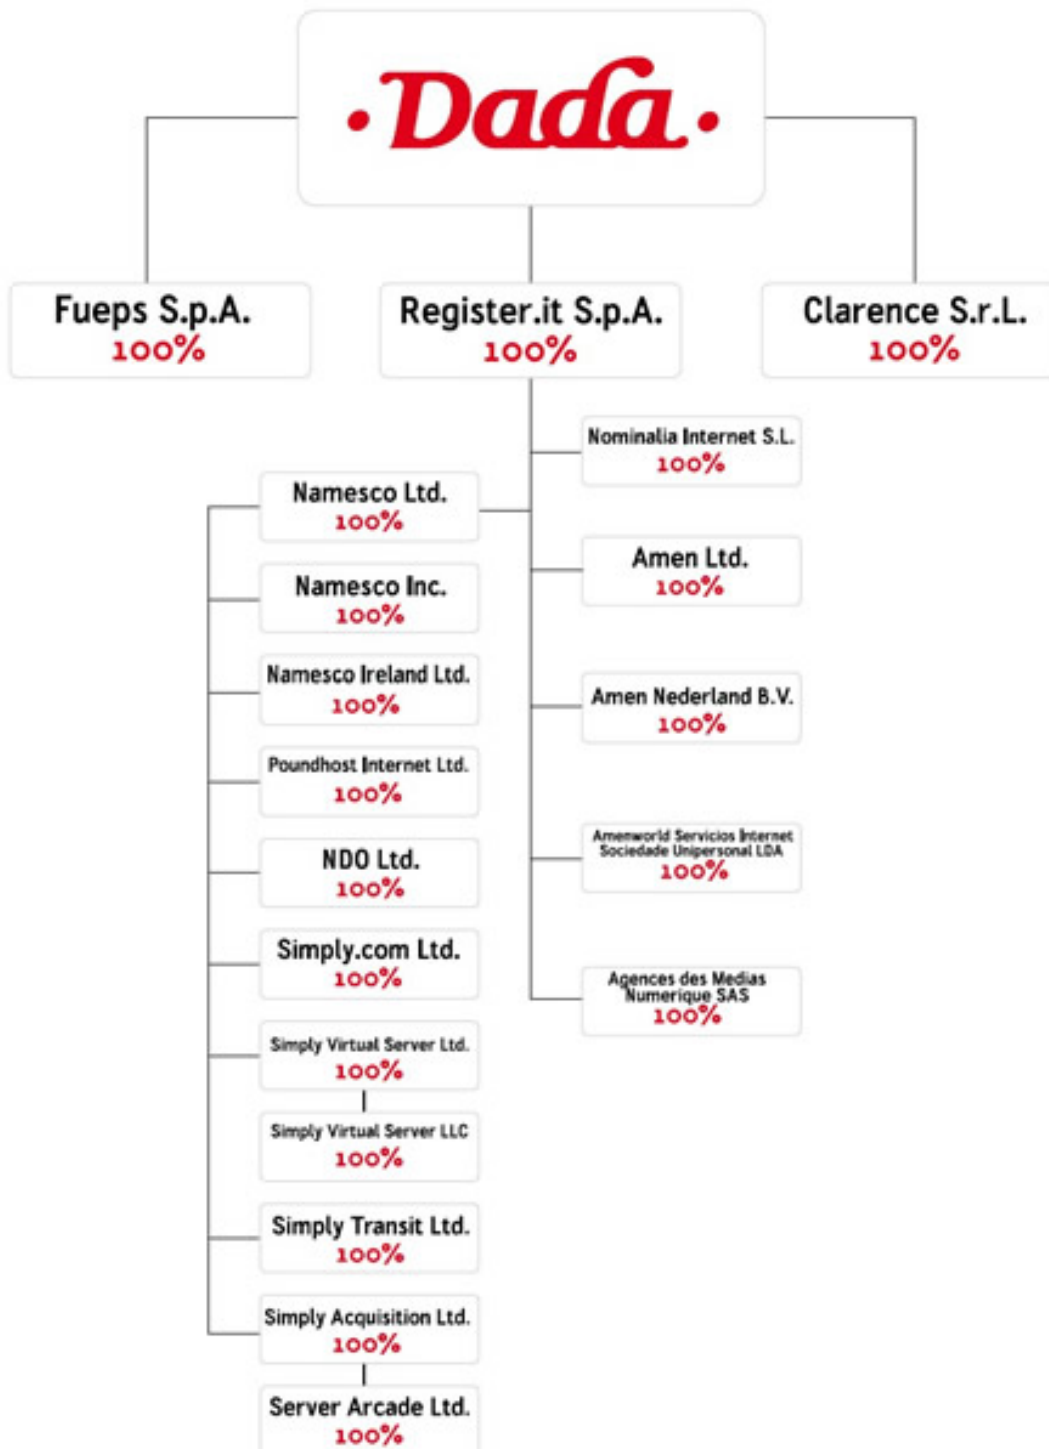 Dada
Fueps S.p.A.
100%
Register.it S.p.A.
100%
Clarence S.r.L.
100%
Namesco Ltd.
100%
Namesco Inc.
100%
Namesco Ireland Ltd.
100%
Poundhost Internet Ltd.
100%
NDO Ltd.
100%
Simply.com Ltd.
100%
Simply Virtual Server Ltd.
100%
Simply Virtual Server LLC
100%
Simply Transit Ltd.
100%
Simply Acquisition Ltd.
100%
Server Arcade Ltd.
100%
Nominalia Internet S.L.
100%
Amen Ltd.
100%
Amen Nederland B.V.
100%
Amenworld Servicios Internet
Sociedade Unipersonal LDA
100%
Agences des Medias
Numerique SAS
100%